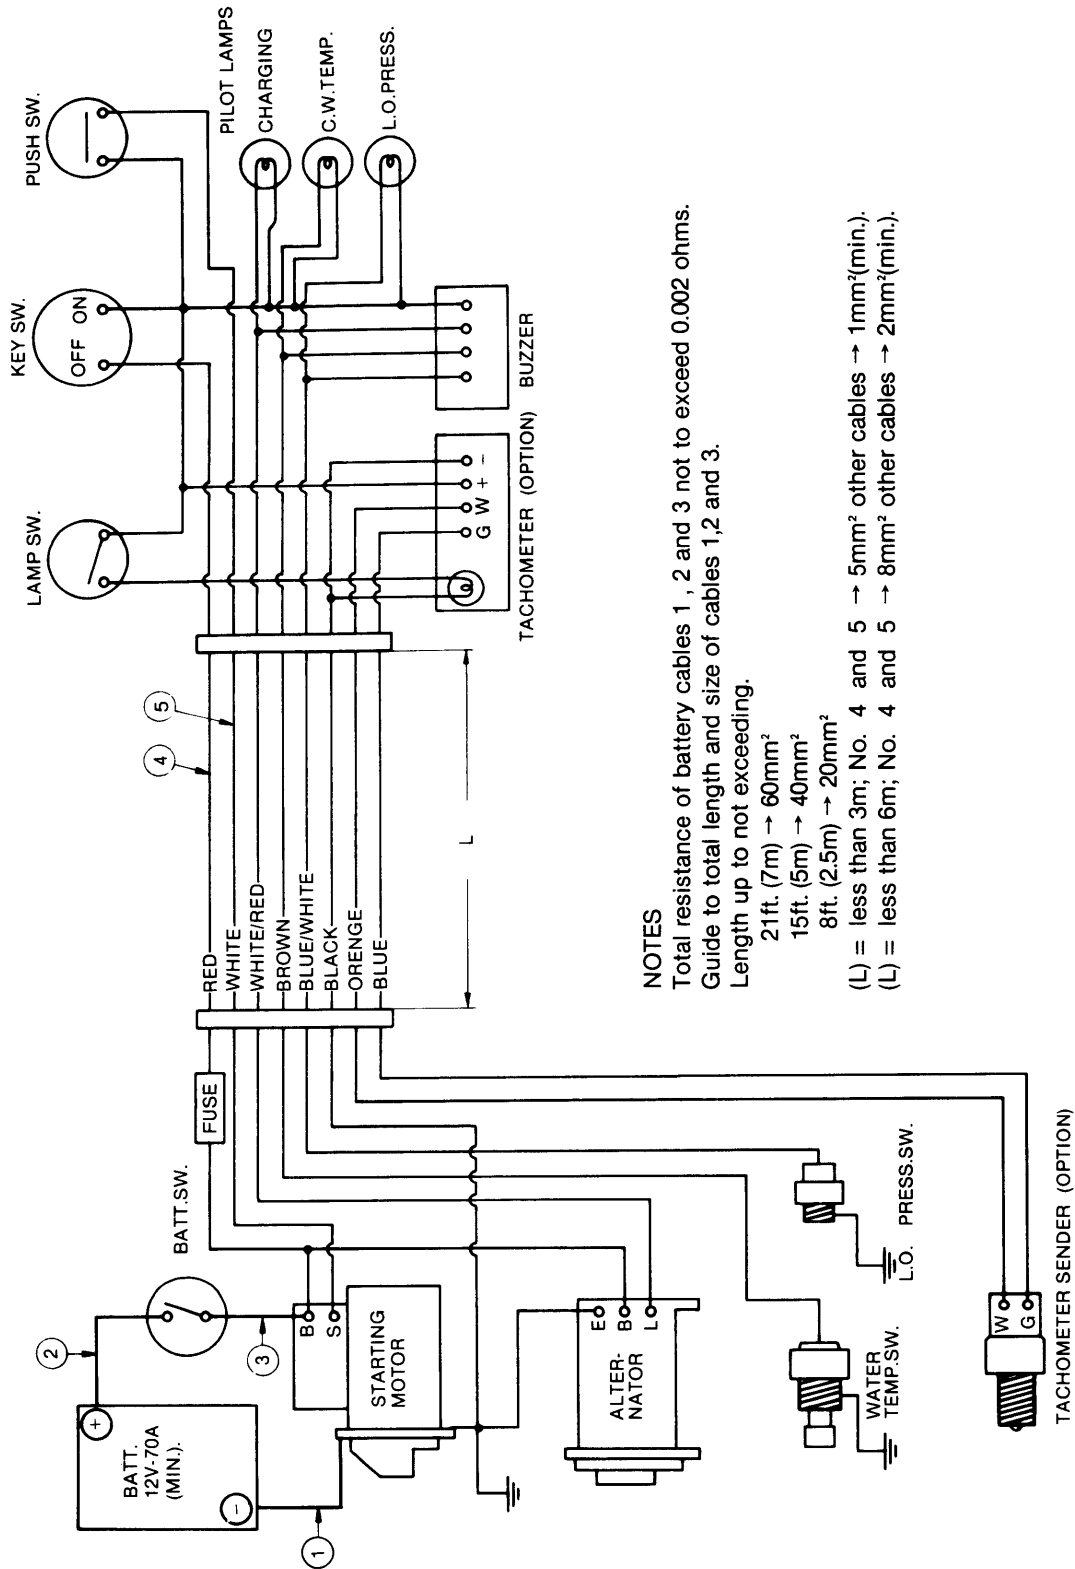 PUSH SW.
KEY SW.
OFF ON
LAMP SW.
PILOT LAMPS
CHARGING
C.W.TEMP.
L.O.PRESS.
BUZZER
TACHOMETER (OPTION)
G W + -
5
4
L
RED
WHITE
WHITE/RED
BROWN
BLUE/WHITE
BLACK
ORENGE
BLUE
FUSE
BATT.SW.
2
3
1
+
BATT.
12V-70A
(MIN.).
-
B
S
STARTING
MOTOR
E
B
L
ALTER-
NATOR
WATER
TEMP.SW.
L.O. PRESS.SW.
W
G
TACHOMETER SENDER (OPTION)
NOTES
Total resistance of battery cables 1 , 2 and 3 not to exceed 0.002 ohms.
Guide to total length and size of cables 1,2 and 3.
Length up to not exceeding.
21ft. (7m) → 60mm²
15ft. (5m) → 40mm²
8ft. (2.5m) → 20mm²
(L) = less than 3m; No. 4 and 5 → 5mm² other cables → 1mm²(min.).
(L) = less than 6m; No. 4 and 5 → 8mm² other cables → 2mm²(min.).